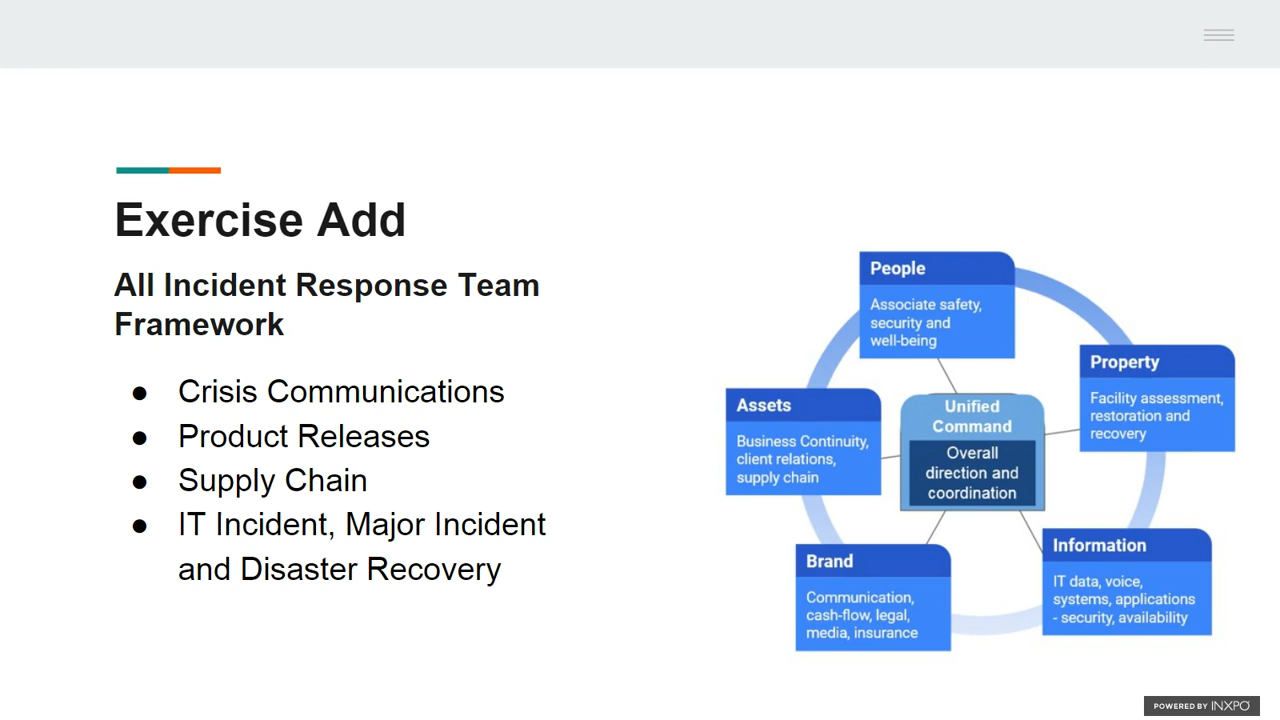 Exercise Add
All Incident Response Team
Framework
● Crisis Communications
● Product Releases
● Supply Chain
● IT Incident, Major Incident
and Disaster Recovery
People
Associate safety,
security and
well-being
Property
Facility assessment,
restoration and
recovery
Assets
Business Continuity,
client relations,
supply chain
Unified
Command
Overall
direction and
coordination
Brand
Communication,
cash-flow, legal,
media, insurance
Information
IT data, voice,
systems, applications
- security, availability
POWERED BY INXPO